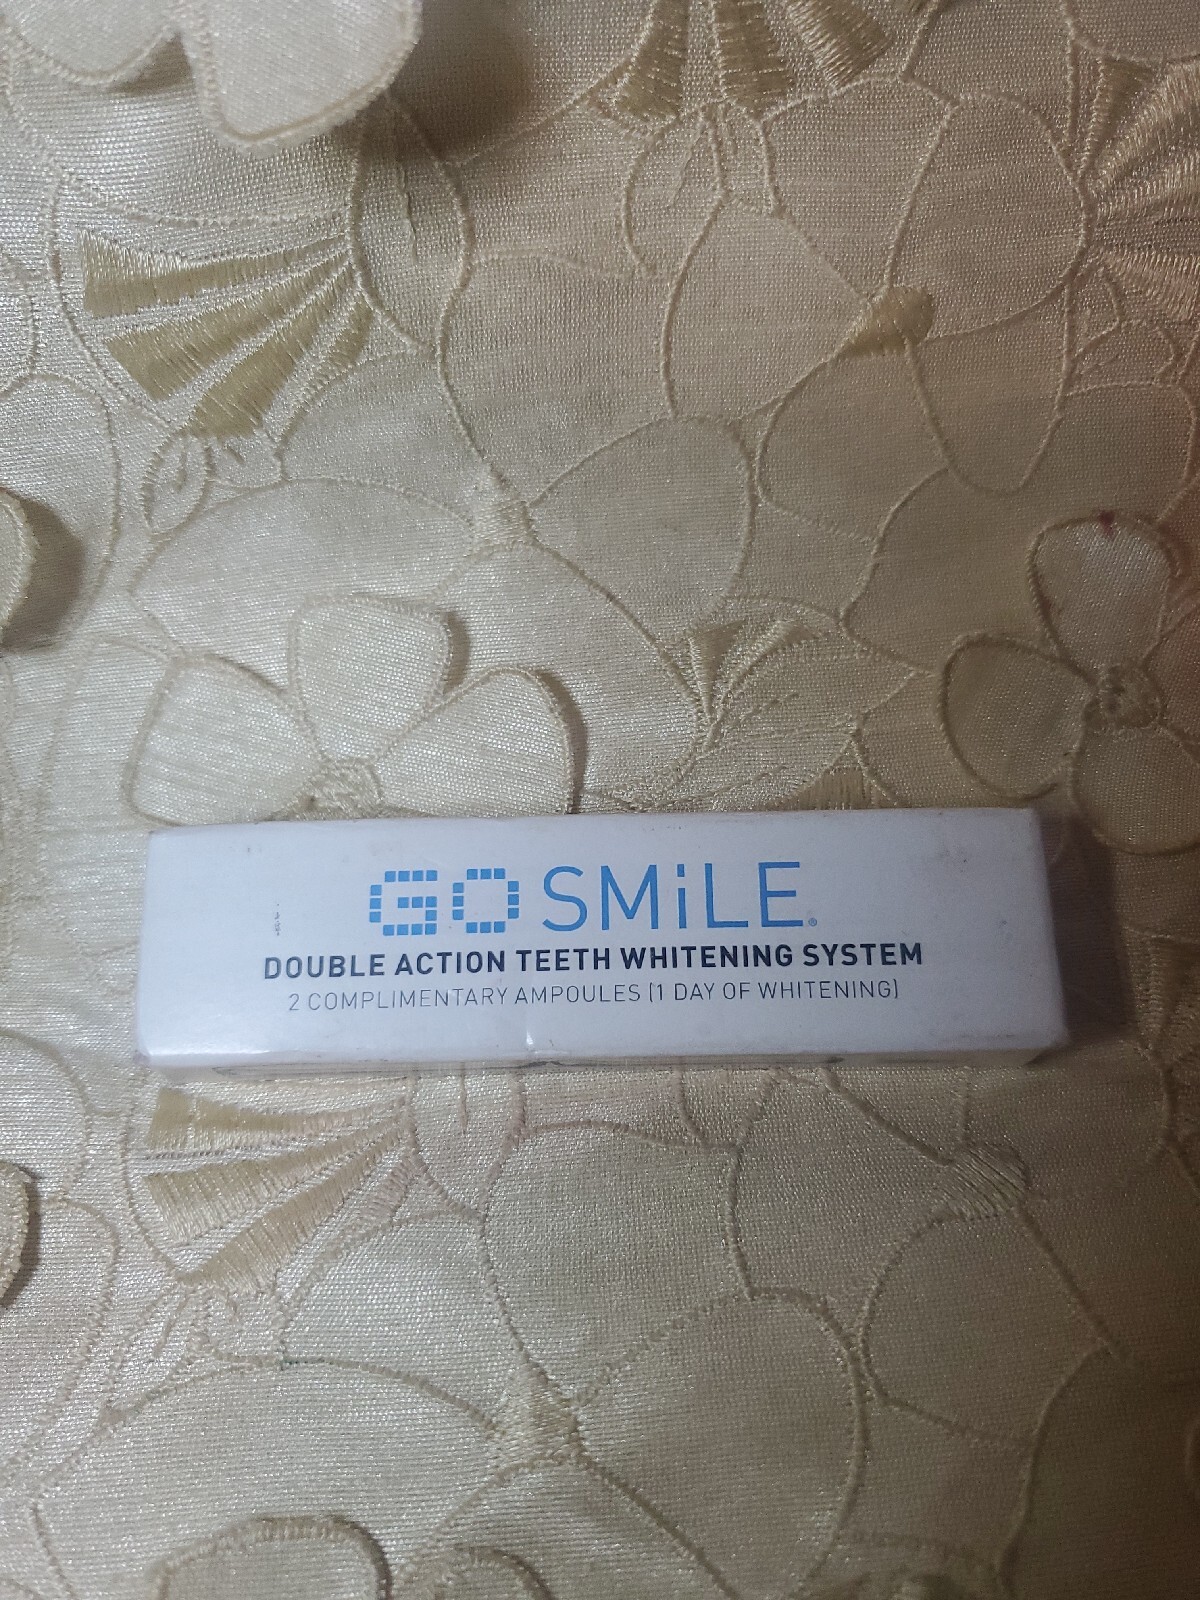 GO SMiLE®
DOUBLE ACTION TEETH WHITENING SYSTEM
2 COMPLIMENTARY AMPOULES (1 DAY OF WHITENING)